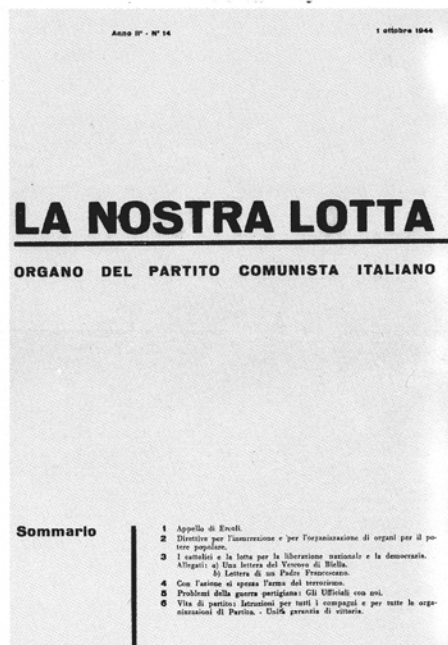 Anno II° - N° 14
1 ottobre 1944
LA NOSTRA LOTTA
ORGANO DEL PARTITO COMUNISTA ITALIANO
Sommario
1 Appello di Ercoli.
2 Direttive per l'insurrezione e per l'organizzazione di organi per il po-
tere popolare.
3 I cattolici e la lotta per la liberazione nazionale e la democrazia.
Allegati: a) Una lettera del Vescovo di Biella.
b) Lettera di un Padre Francescano.
4 Con l'azione si spezza l'arma del terrorismo.
5 Problemi della guerra partigiana: Gli Ufficiali con noi.
6 Vita di partito: Istruzioni per tutti i compagni e per tutte le orga-
nizzazioni di Partito. - Unità garanzia di vittoria.